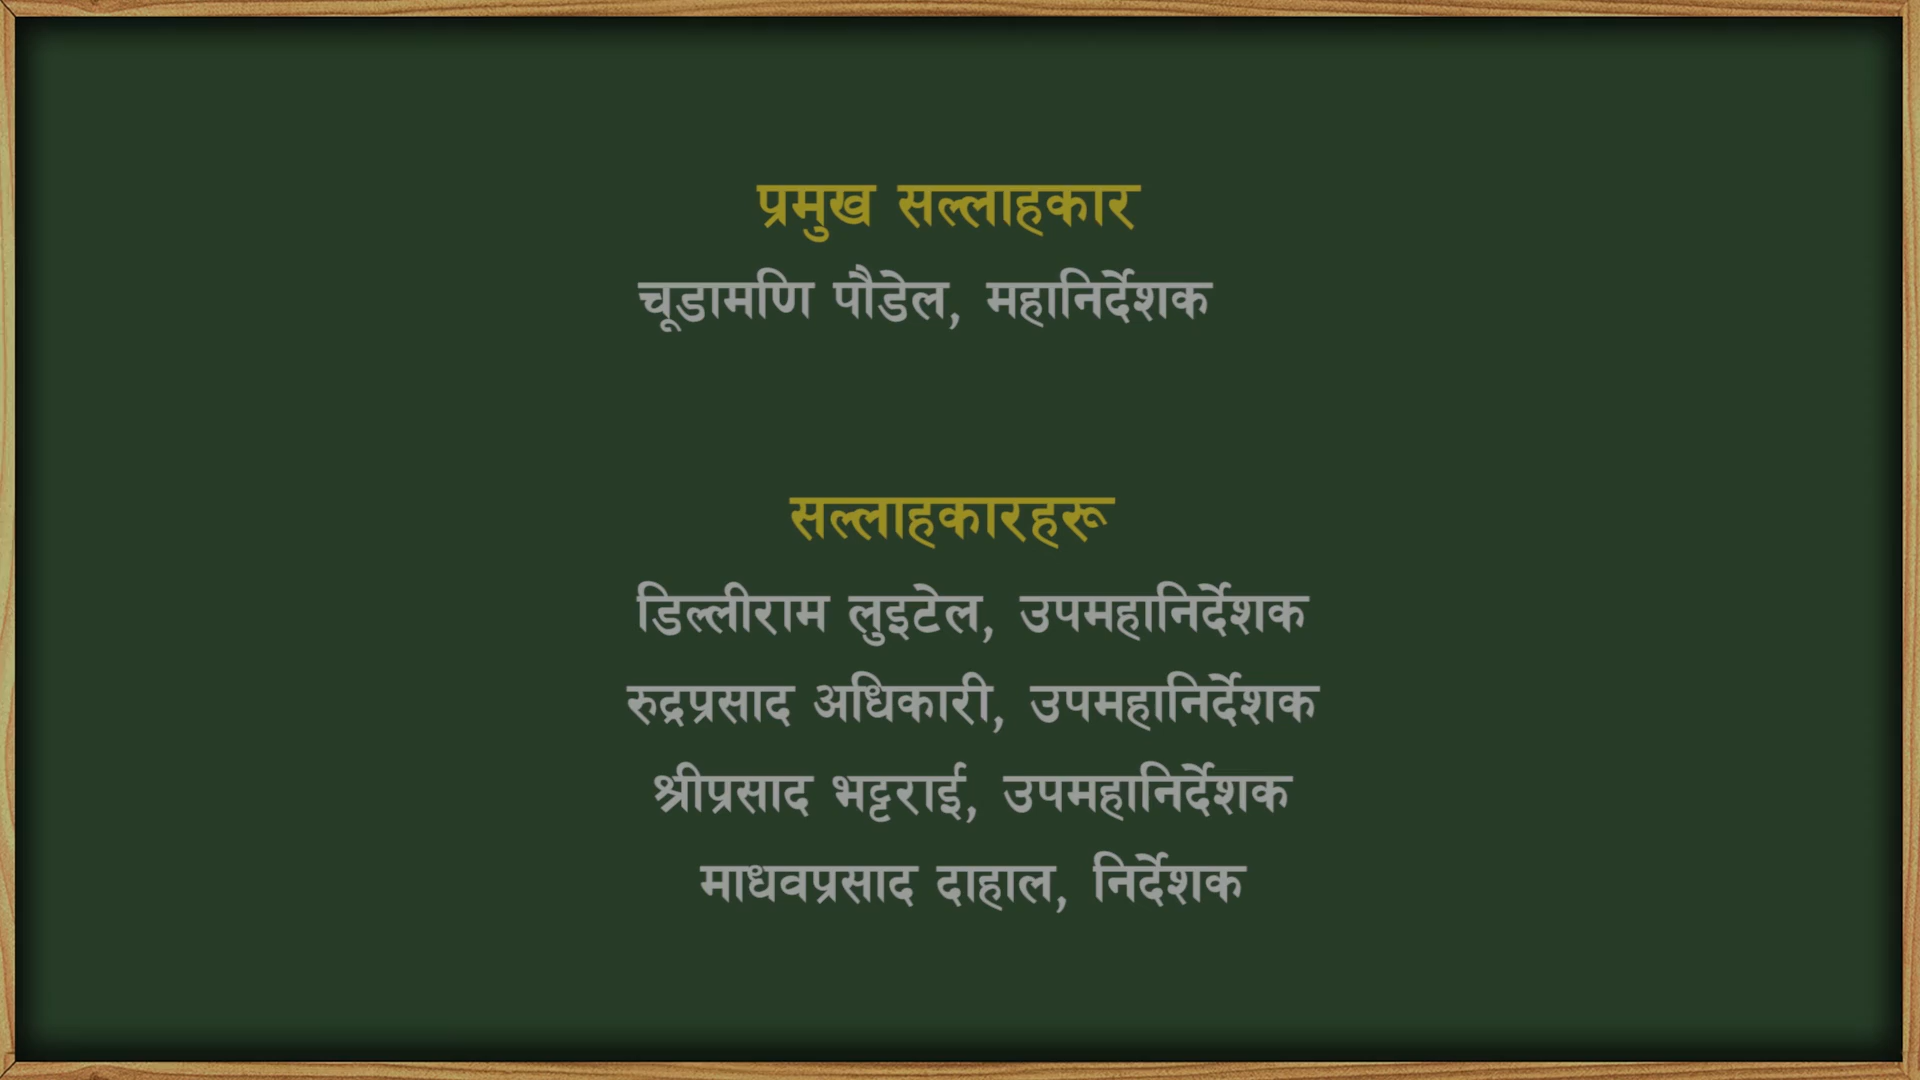 प्रमुख सल्लाहकार
चूडामणि पौडेल, महानिर्देशक
सल्लाहकारहरू
डिल्लीराम लुइटेल, उपमहानिर्देशक
रुद्रप्रसाद अधिकारी, उपमहानिर्देशक
श्रीप्रसाद भट्टराई, उपमहानिर्देशक
माधवप्रसाद दाहाल, निर्देशक